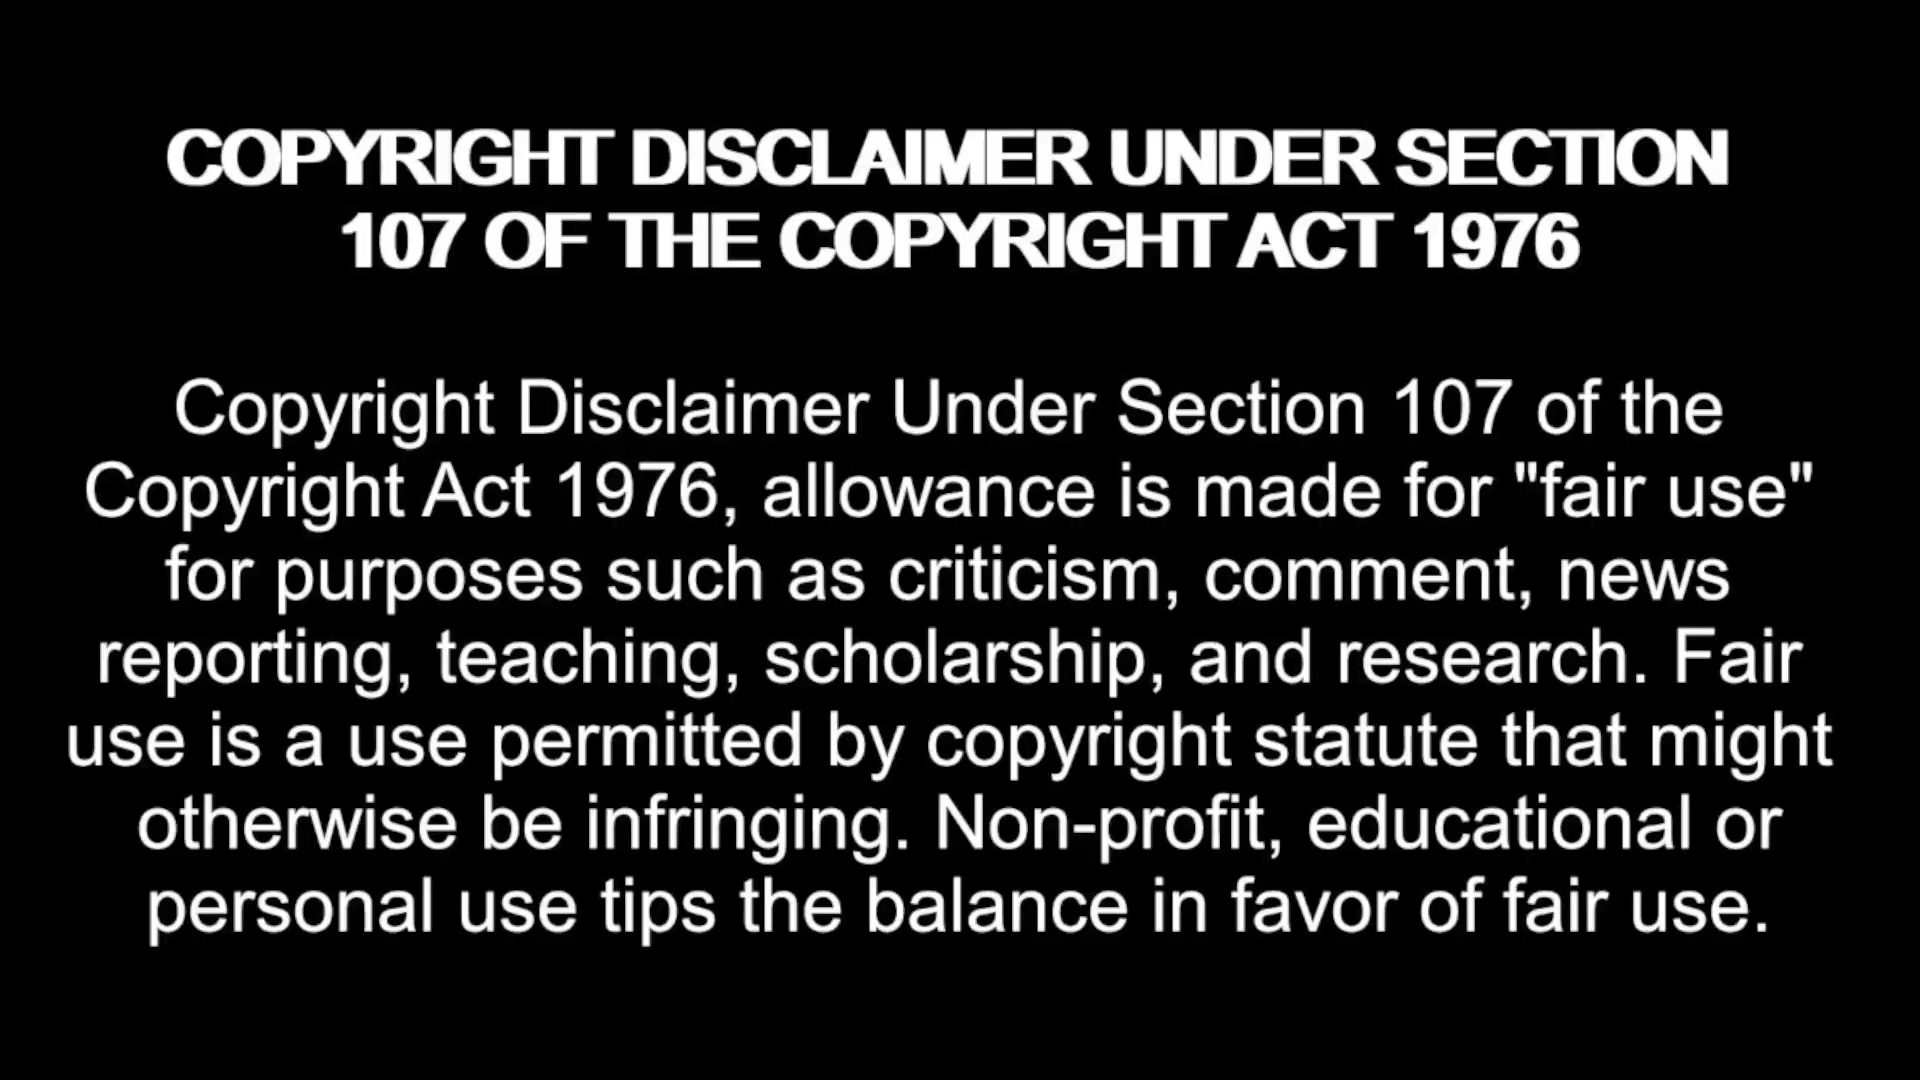 COPYRIGHT DISCLAIMER UNDER SECTION
107 OF THE COPYRIGHT ACT 1976
Copyright Disclaimer Under Section 107 of the
Copyright Act 1976, allowance is made for "fair use"
for purposes such as criticism, comment, news
reporting, teaching, scholarship, and research. Fair
use is a use permitted by copyright statute that might
otherwise be infringing. Non-profit, educational or
personal use tips the balance in favor of fair use.